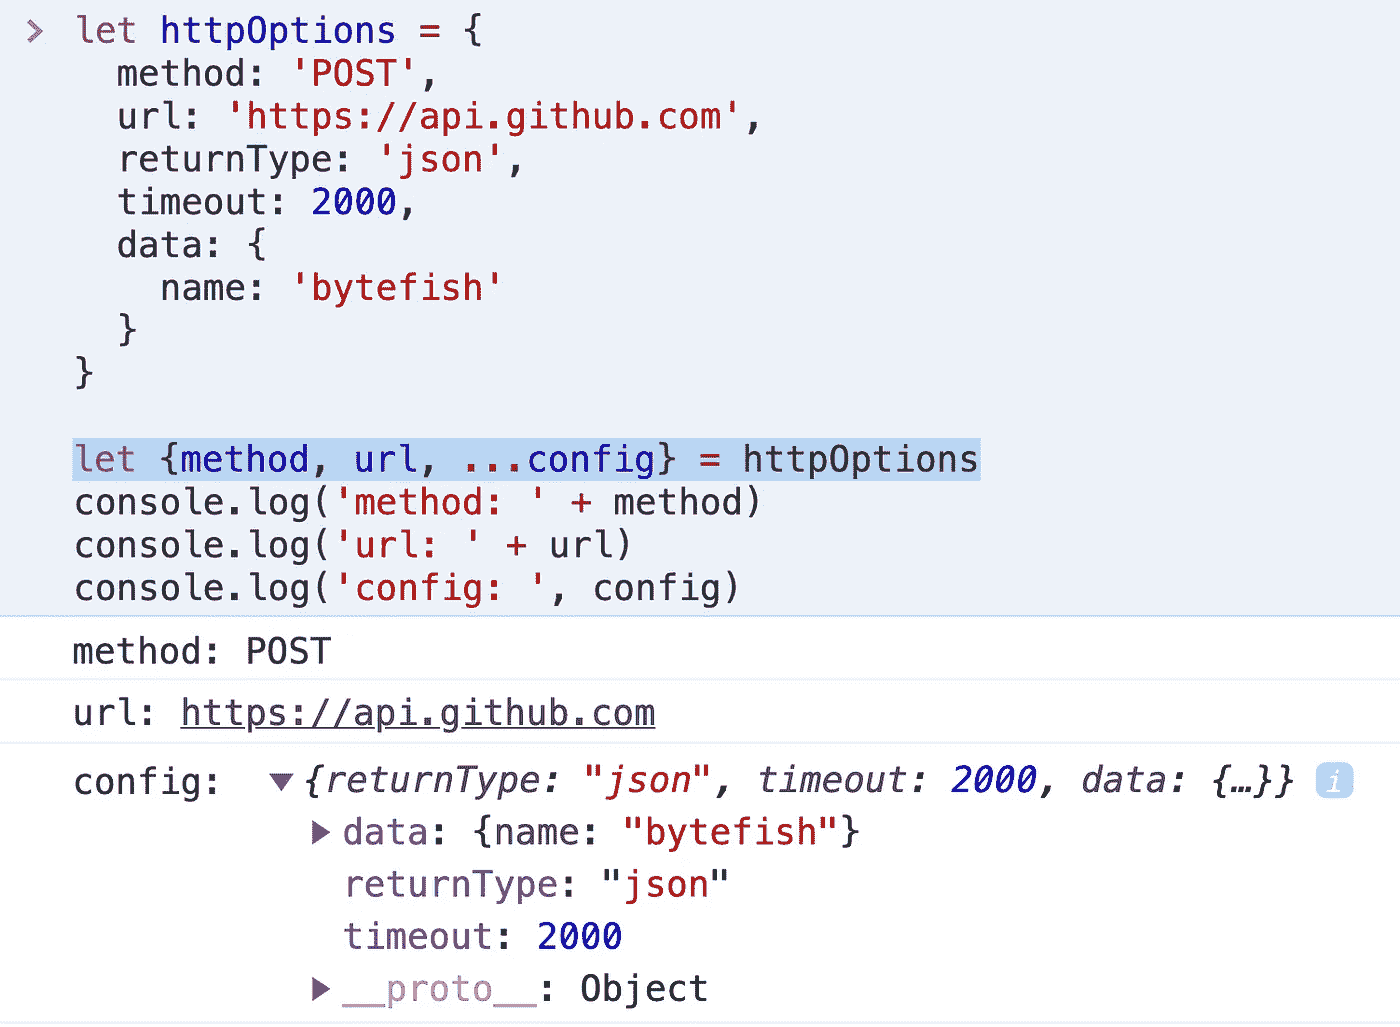 > let httpOptions = {
method: 'POST',
url: 'https://api.github.com',
returnType: 'json',
timeout: 2000,
data: {
name: 'bytefish'
}
}
let {method, url, ...config} = httpOptions
console.log('method: ' + method)
console.log('url: ' + url)
console.log('config: ', config)
method: POST
url: https://api.github.com
config: ▼{returnType: "json", timeout: 2000, data: {…}} i
▶data: {name: "bytefish"}
returnType: "json"
timeout: 2000
▶__proto__: Object